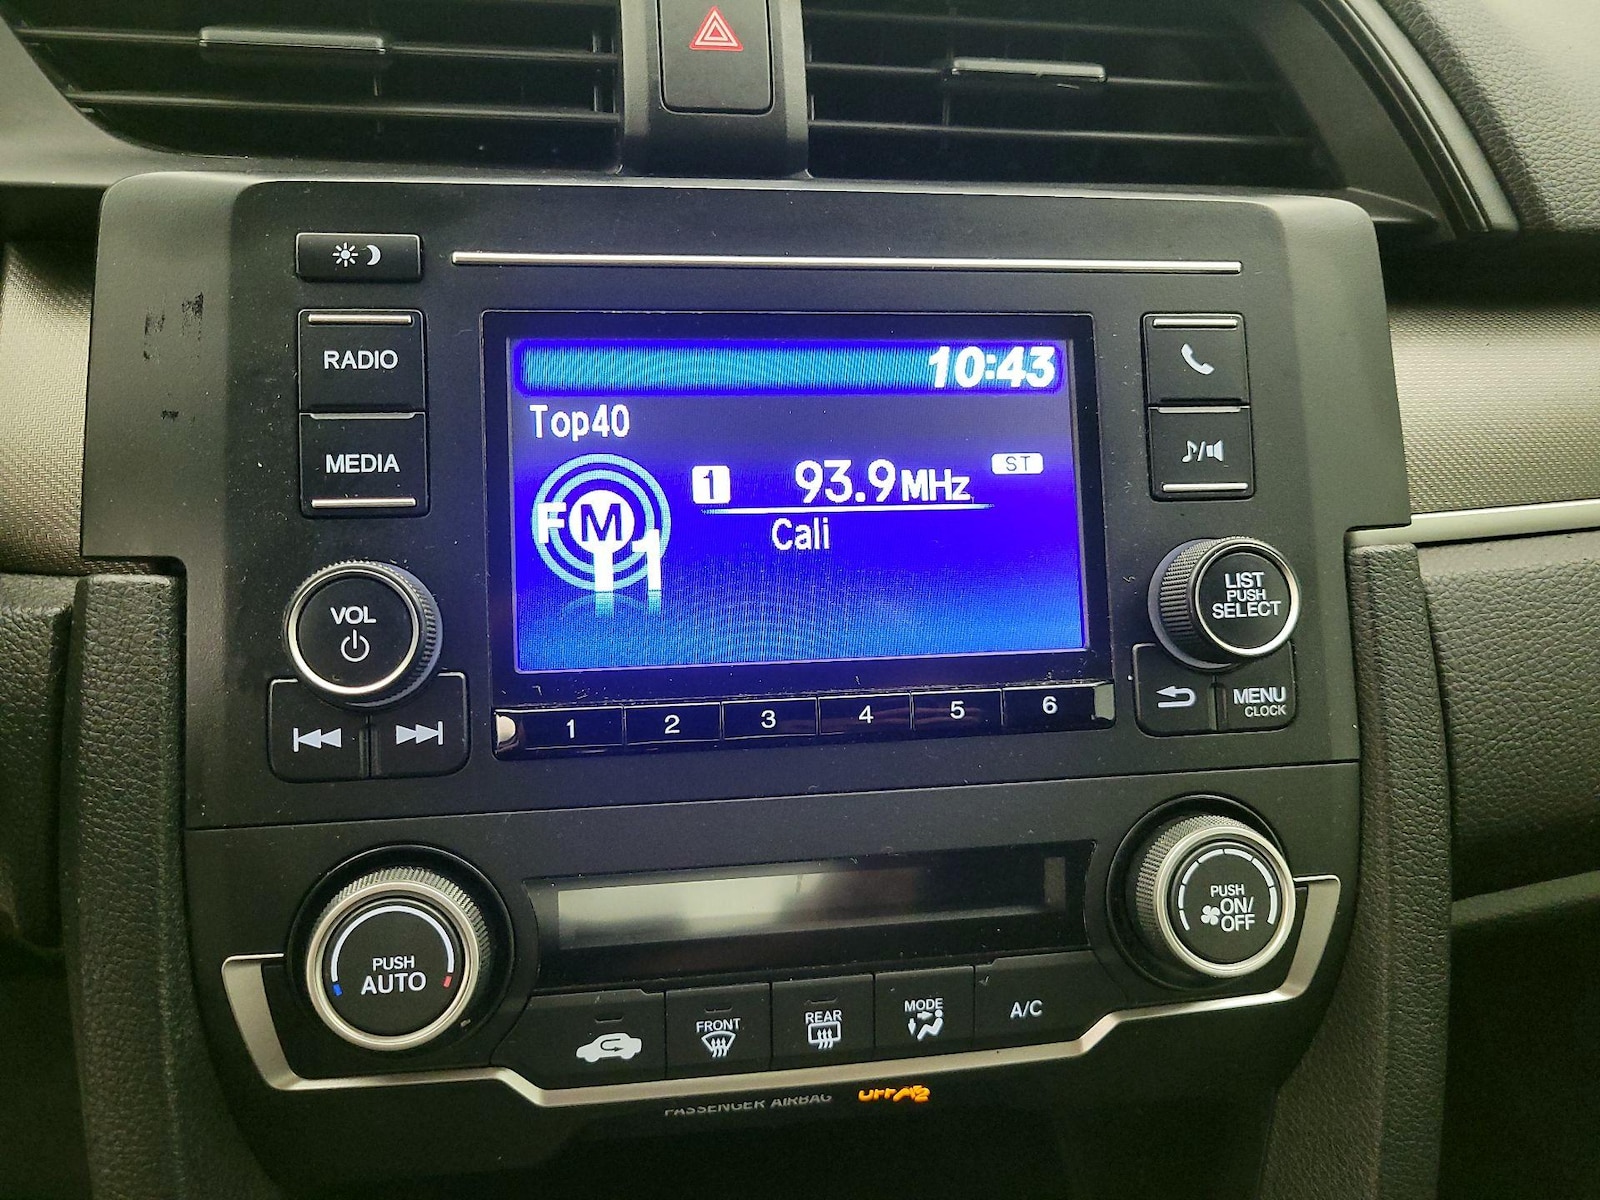 RADIO
MEDIA
VOL
10:43
Top40
FM
1
1
93.9MHz
ST
Cali
1 2 3 4 5 6
LIST
PUSH
SELECT
MENU
CLOCK
PUSH
AUTO
PUSH
ON/
OFF
FRONT
REAR
MODE
A/C
PASSENGER AIRBAG